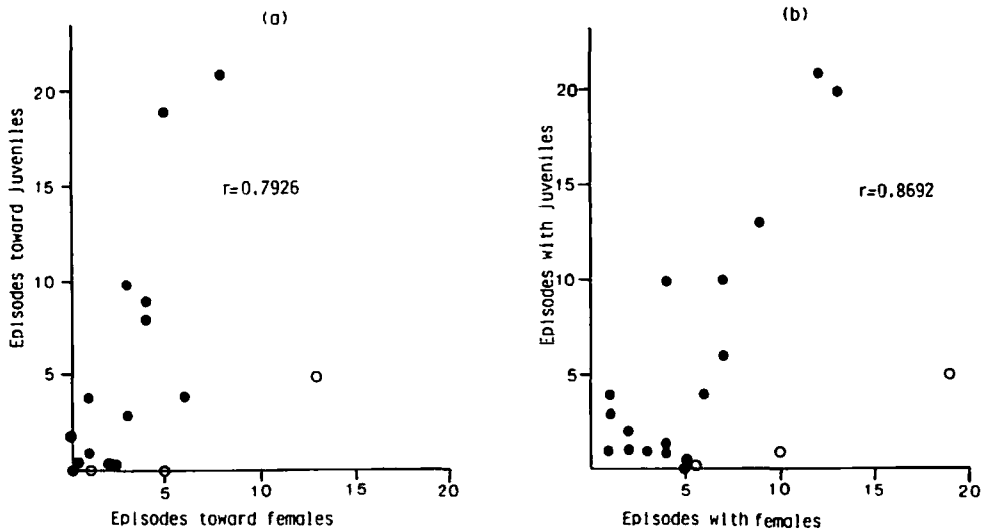 (a)
20
15
10
5
5
10
15
20
r=0.7926
Episodes toward juveniles
Episodes toward females
(b)
20
15
10
5
5
10
15
20
r=0.8692
Episodes with juveniles
Episodes with females